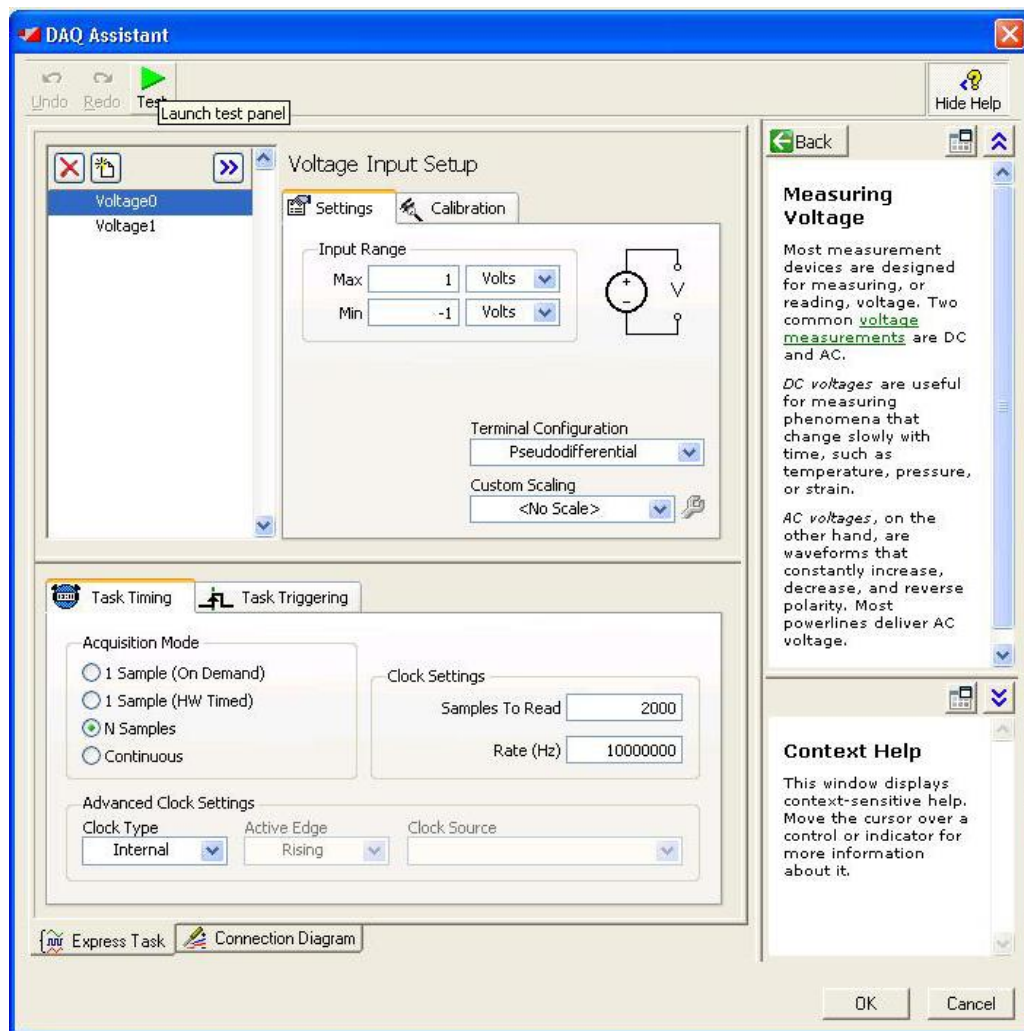 DAQ Assistant
Undo Redo Test
Launch test panel
Hide Help
Voltage0
Voltage1
Voltage Input Setup
Settings Calibration
Input Range
Max 1 Volts
Min -1 Volts
+
−
V
Terminal Configuration
Pseudodifferential
Custom Scaling
<No Scale>
Task Timing Task Triggering
Acquisition Mode
1 Sample (On Demand)
1 Sample (HW Timed)
N Samples
Continuous
Clock Settings
Samples To Read 2000
Rate (Hz) 10000000
Advanced Clock Settings
Clock Type Active Edge Clock Source
Internal Rising
Express Task Connection Diagram
Back
Measuring
Voltage
Most measurement
devices are designed
for measuring, or
reading, voltage. Two
common voltage
measurements are DC
and AC.
DC voltages are useful
for measuring
phenomena that
change slowly with
time, such as
temperature, pressure,
or strain.
AC voltages, on the
other hand, are
waveforms that
constantly increase,
decrease, and reverse
polarity. Most
powerlines deliver AC
voltage.
Context Help
This window displays
context-sensitive help.
Move the cursor over a
control or indicator for
more information
about it.
OK Cancel